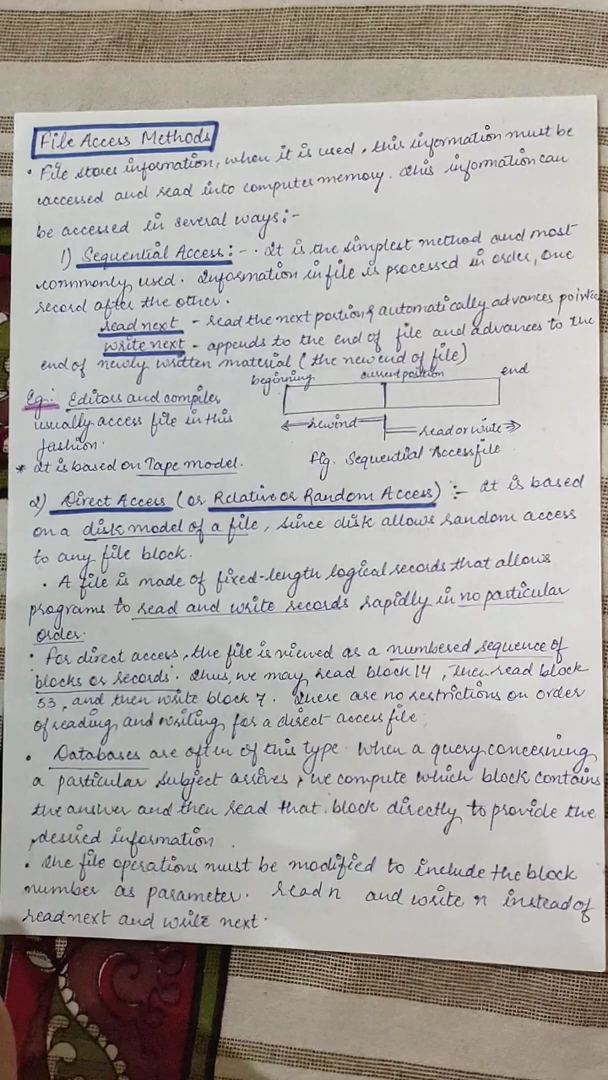 File Access Methods
• File stores information, when it is used, this information must be
accessed and read into computer memory. This information can
be accessed in several ways:-
1) Sequential Access:- . It is the simplest method and most
commonly used. Information in file is processed in order, one
record after the other.
read next - read the next portion & automatically advances pointer
write next - appends to the end of file and advances to the
end of newly written material (the new end of file)
beginning current position end
Eg:- Editors and compiler
usually access file in this
fashion.
rewind read or write
* It is based on Tape model.
fig. Sequential Access file
2) Direct Access (or Relative or Random Access) :- It is based
on a disk model of a file, since disk allows random access
to any file block.
• A file is made of fixed-length logical records that allows
programs to read and write records rapidly in no particular
order.
• For direct access, the file is viewed as a numbered sequence of
blocks or records. Thus, we may read block 14, then read block
53, and then write block 7. There are no restrictions on order
of reading and writing for a direct access file.
• Databases are often of this type. When a query concerning
a particular subject arrives, we compute which block contains
the answer and then read that block directly to provide the
desired information.
• The file operations must be modified to include the block
number as parameter. read n and write n instead of
read next and write next.